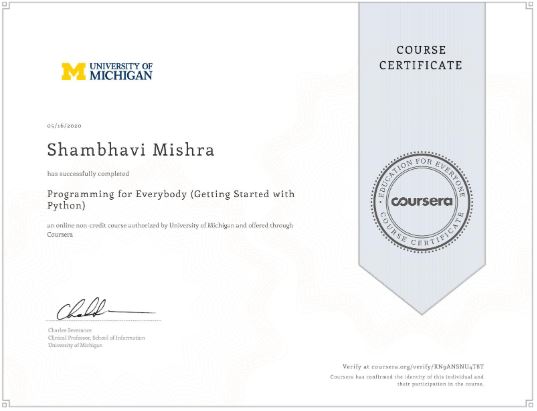 UNIVERSITY OF
MICHIGAN
COURSE
CERTIFICATE
05/16/2020
Shambhavi Mishra
has successfully completed
Programming for Everybody (Getting Started with
Python)
an online non-credit course authorized by University of Michigan and offered through
Coursera
EDUCATION FOR EVERYONE
coursera
COURSE CERTIFICATE
Charles Severance
Clinical Professor, School of Information
University of Michigan
Verify at coursera.org/verify/
Coursera has confirmed the identity of this individual and
their participation in the course.